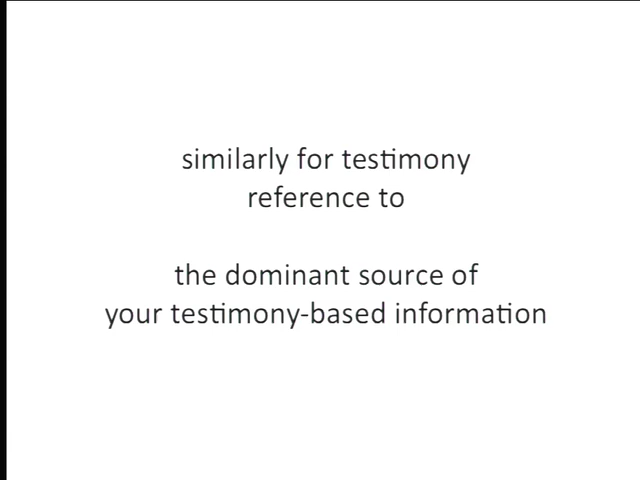 similarly for testimony
reference to
the dominant source of
your testimony-based information